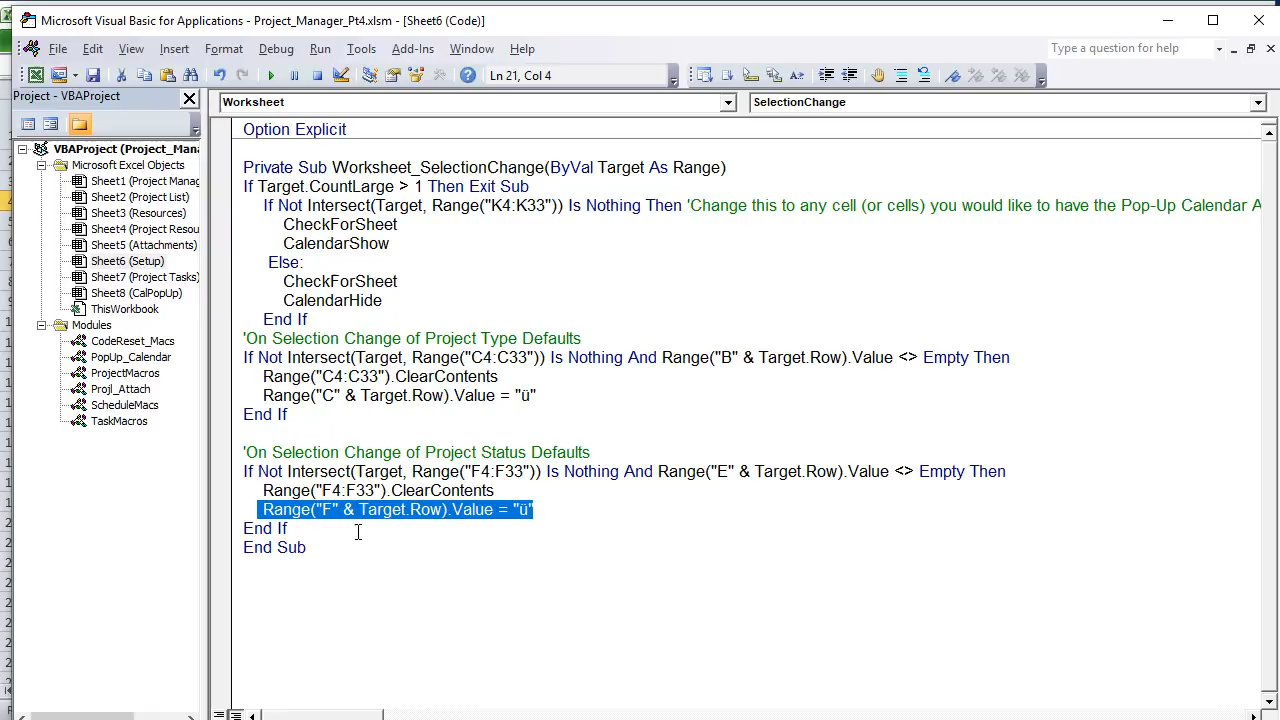 Microsoft Visual Basic for Applications - Project_Manager_Pt4.xlsm - [Sheet6 (Code)]
File Edit View Insert Format Debug Run Tools Add-Ins Window Help
Type a question for help
Ln 21, Col 4
Project - VBAProject
Worksheet
SelectionChange
VBAProject (Project_Mana
Microsoft Excel Objects
Sheet1 (Project Manag
Sheet2 (Project List)
Sheet3 (Resources)
Sheet4 (Project Resou
Sheet5 (Attachments)
Sheet6 (Setup)
Sheet7 (Project Tasks)
Sheet8 (CalPopUp)
ThisWorkbook
Modules
CodeReset_Macs
PopUp_Calendar
ProjectMacros
Projl_Attach
ScheduleMacs
TaskMacros
Option Explicit
Private Sub Worksheet_SelectionChange(ByVal Target As Range)
If Target.CountLarge > 1 Then Exit Sub
If Not Intersect(Target, Range("K4:K33")) Is Nothing Then 'Change this to any cell (or cells) you would like to have the Pop-Up Calendar A
CheckForSheet
CalendarShow
Else:
CheckForSheet
CalendarHide
End If
'On Selection Change of Project Type Defaults
If Not Intersect(Target, Range("C4:C33")) Is Nothing And Range("B" & Target.Row).Value <> Empty Then
Range("C4:C33").ClearContents
Range("C" & Target.Row).Value = "ü"
End If
'On Selection Change of Project Status Defaults
If Not Intersect(Target, Range("F4:F33")) Is Nothing And Range("E" & Target.Row).Value <> Empty Then
Range("F4:F33").ClearContents
Range("F" & Target.Row).Value = "ü"
End If
End Sub